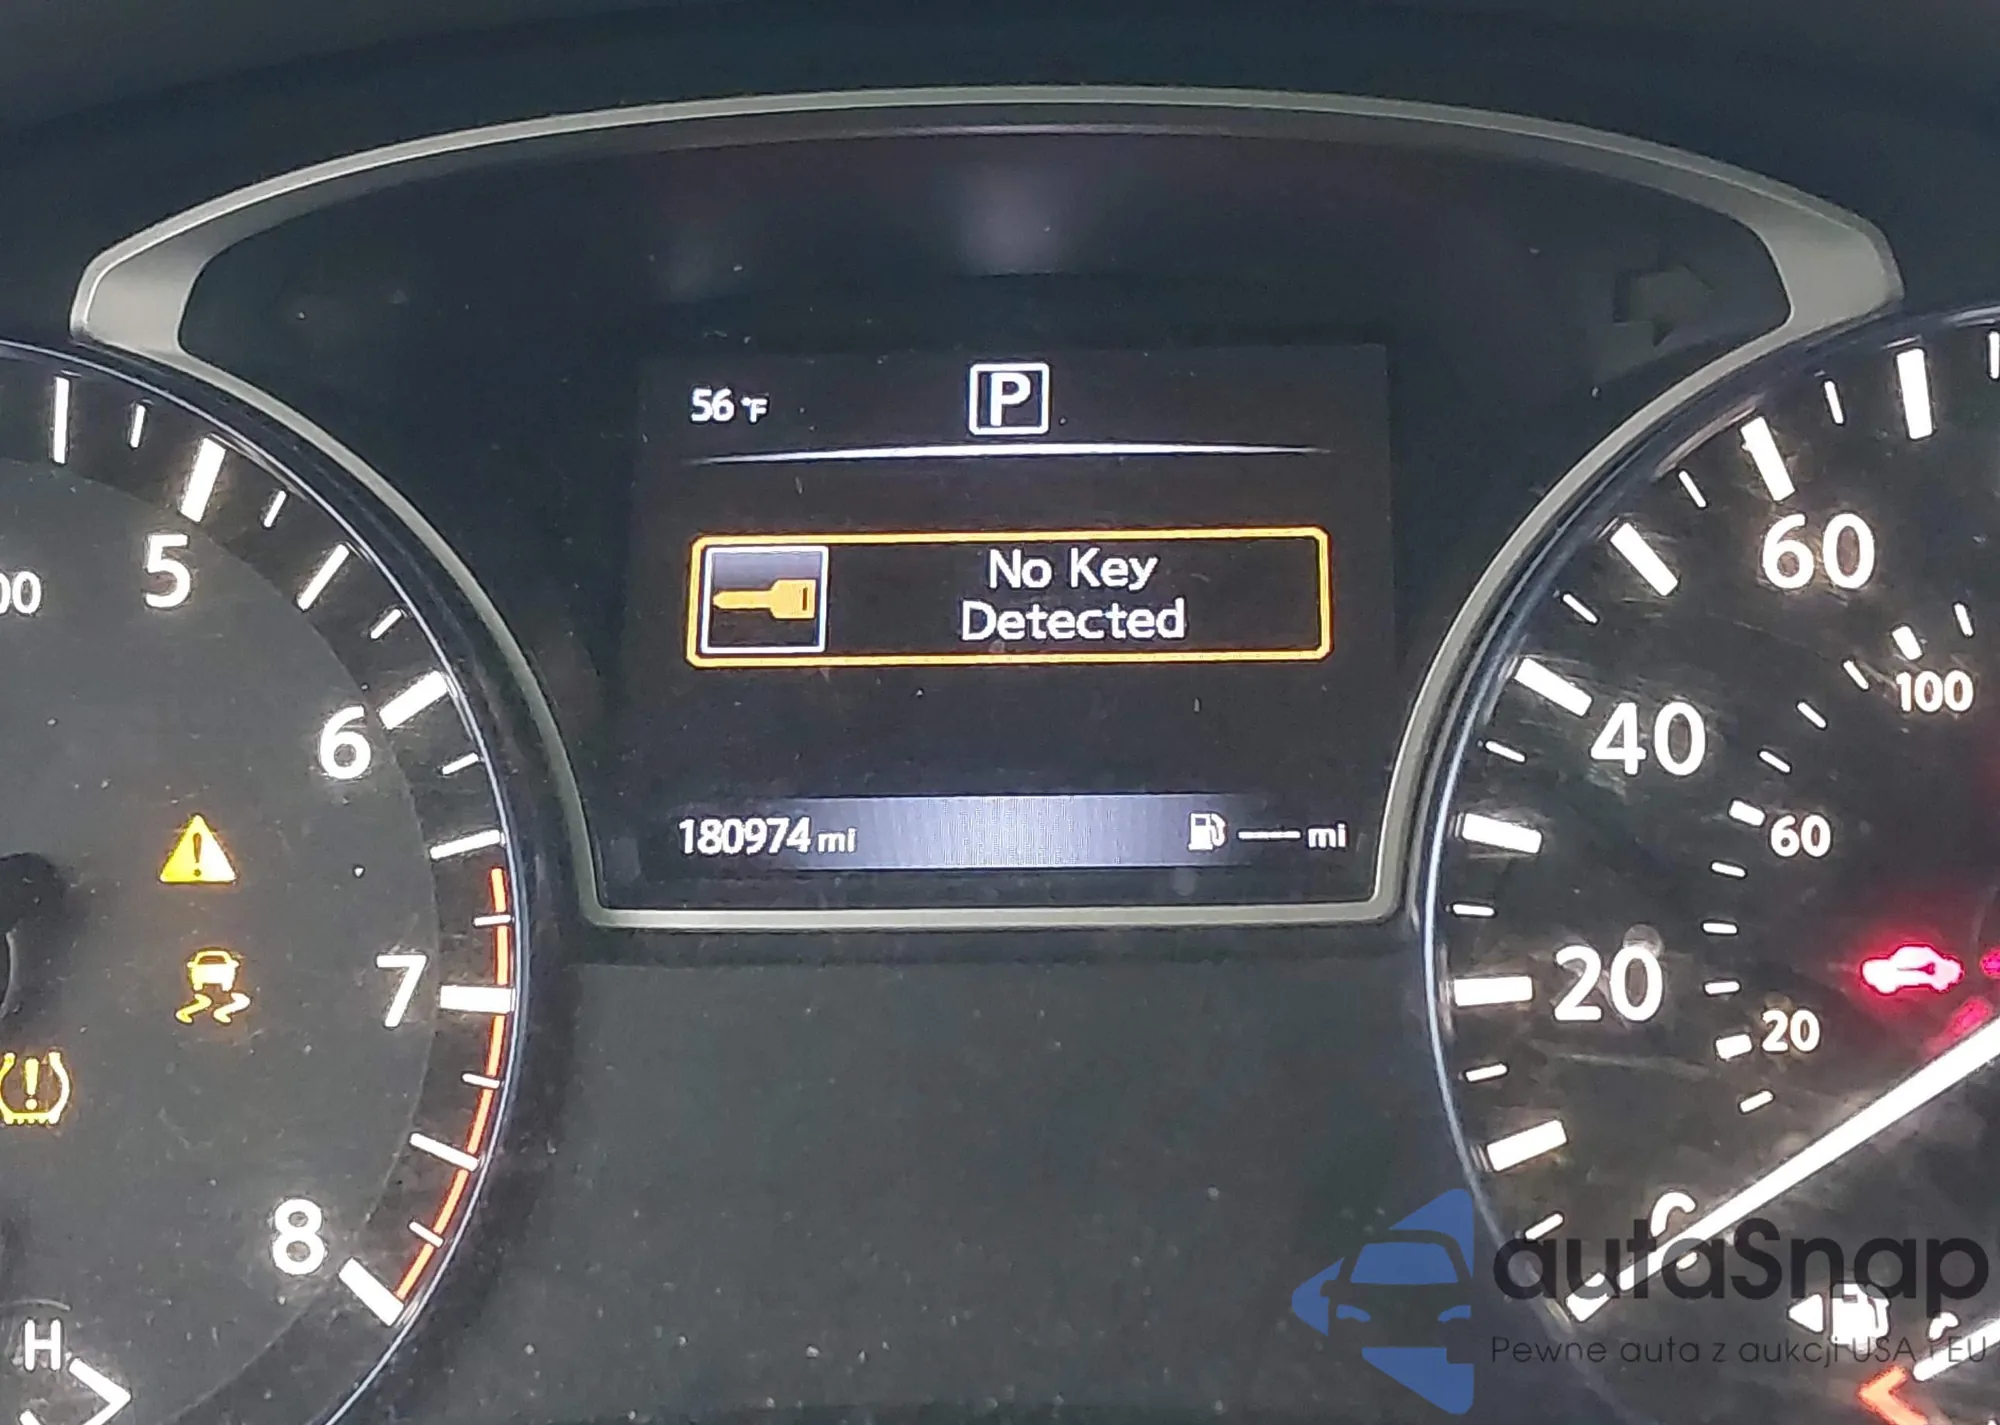 56 °F
P
No Key
Detected
180974 mi
---- mi
5
6
7
8
H
00
60
40
20
100
60
20
autaSnap
Pewne auta z aukcji USA i EU